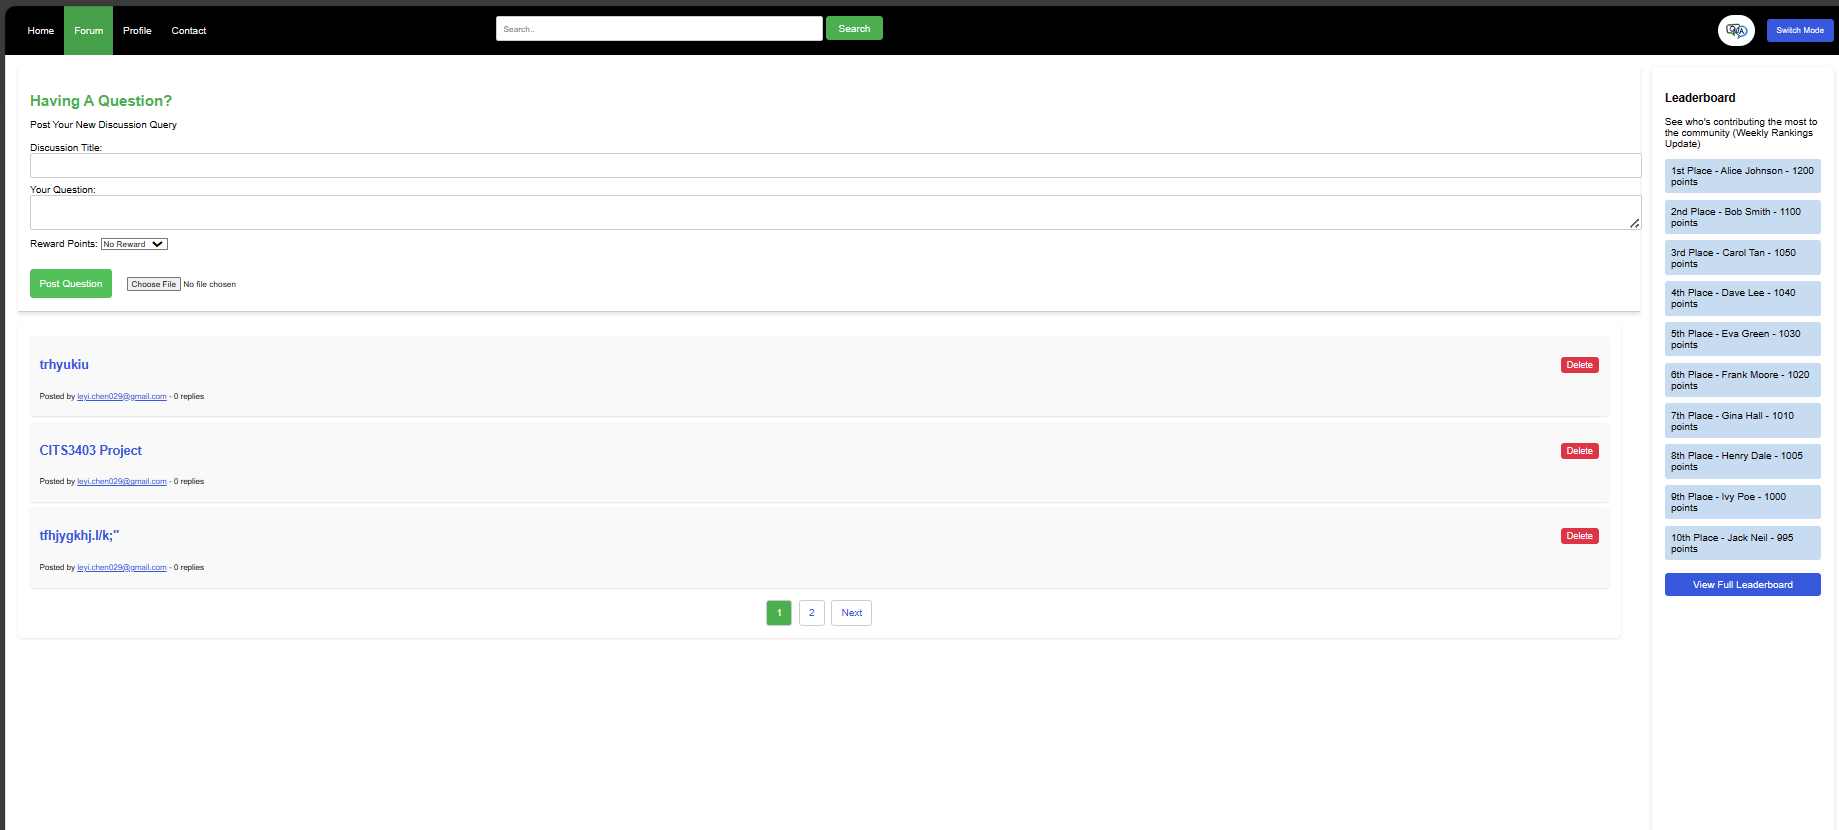 Home Forum Profile Contact Search.. Search Q/A Switch Mode
Having A Question?
Post Your New Discussion Query
Discussion Title:
Your Question:
Reward Points: No Reward
Post Question Choose File No file chosen
trhyukiu Delete
Posted by leyi.chen029@gmail.com - 0 replies
CITS3403 Project Delete
Posted by leyi.chen029@gmail.com - 0 replies
tfhjygkhj.l/k;" Delete
Posted by leyi.chen029@gmail.com - 0 replies
1 2 Next
Leaderboard
See who's contributing the most to
the community (Weekly Rankings
Update)
1st Place - Alice Johnson - 1200
points
2nd Place - Bob Smith - 1100
points
3rd Place - Carol Tan - 1050
points
4th Place - Dave Lee - 1040
points
5th Place - Eva Green - 1030
points
6th Place - Frank Moore - 1020
points
7th Place - Gina Hall - 1010
points
8th Place - Henry Dale - 1005
points
9th Place - Ivy Poe - 1000
points
10th Place - Jack Neil - 995
points
View Full Leaderboard